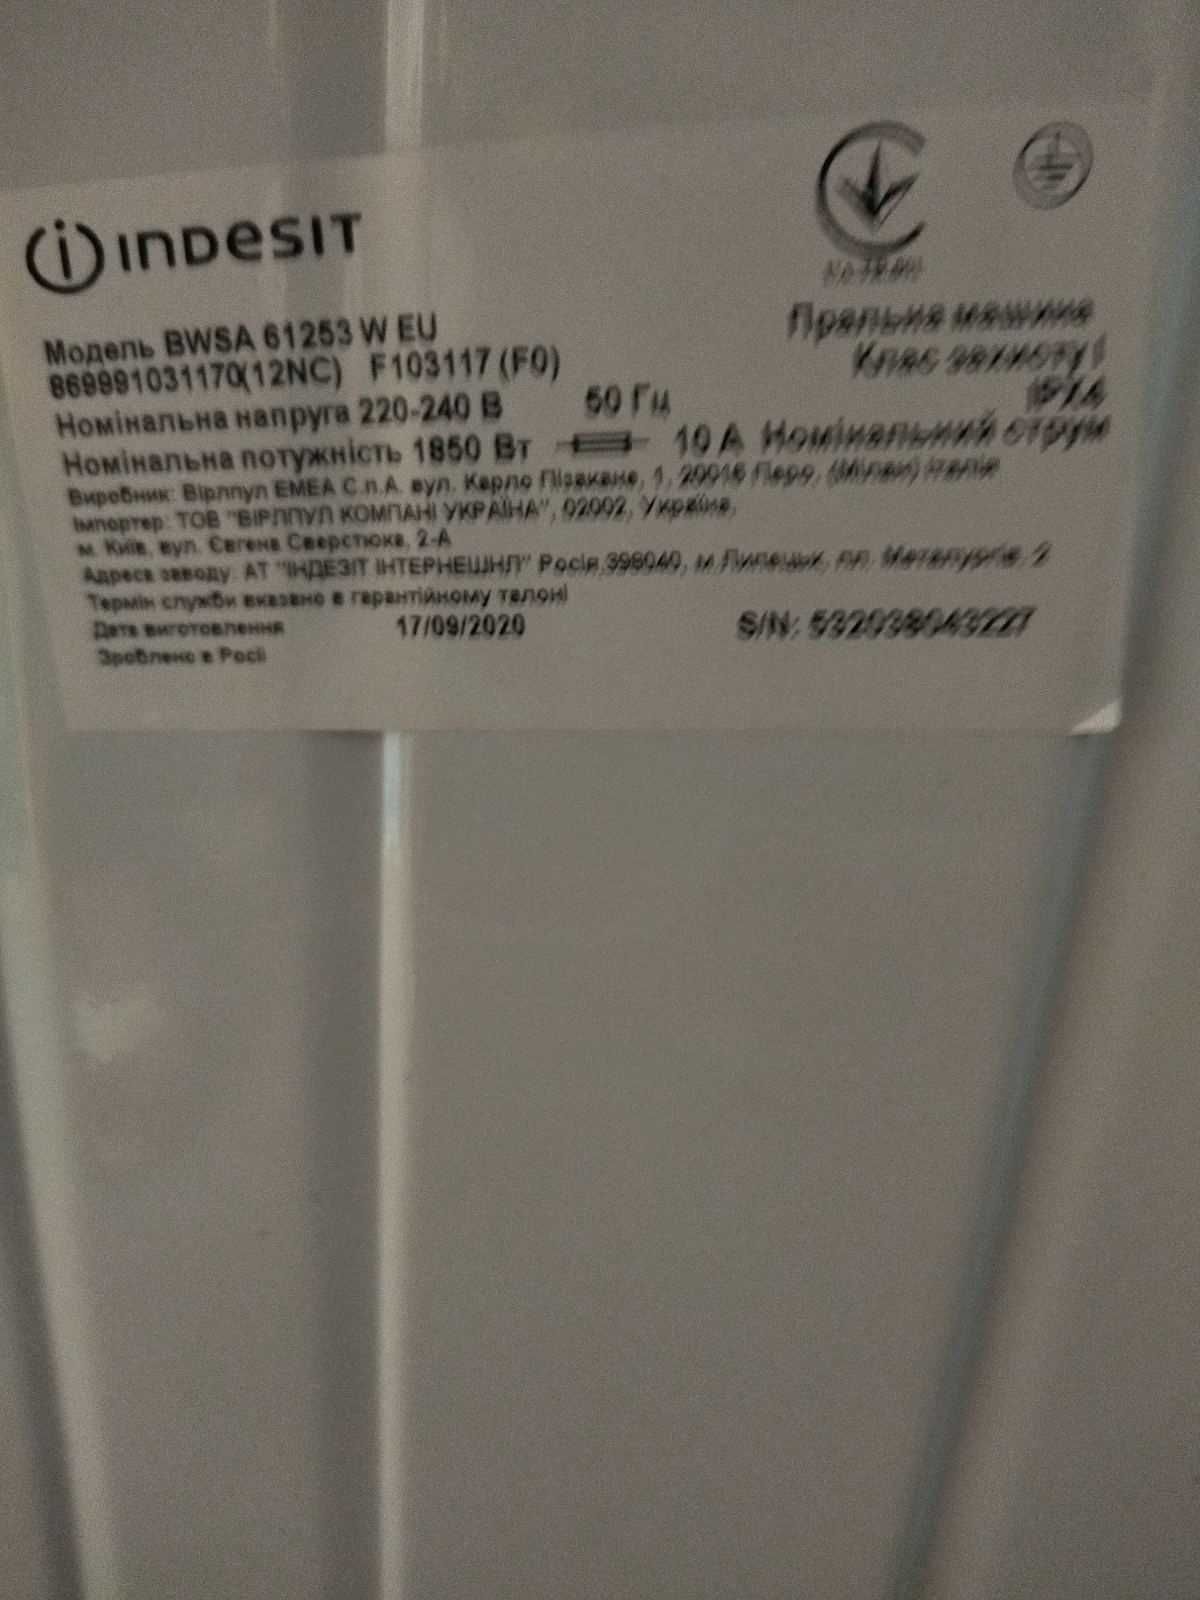 INDESIT
Модель BWSA 61253 W EU
Пральна машина
869991031170(12NC) F103117 (F0)
Клас захисту I
Номінальна напруга 220-240 В 50 Гц
Номінальна потужність 1850 Вт 10 A Номінальний струм
Виробник: Вірлпул EMEA С.п.А. вул. Карло Пізакане, 1, 20016 Перо, (Мілан) Італія
Імпортер: ТОВ "ВІРЛПУЛ КОМПАНІ УКРАЇНА", 02002, Україна,
м. Київ, вул. Євгена Сверстюка, 2-А
Адреса заводу: АТ "ІНДЕЗІТ ІНТЕРНЕШНЛ" Росія,398040, м.Липецьк, пл. Металургів, 2
Термін служби вказано в гарантійному талоні
Дата виготовлення 17/09/2020 S/N:
Зроблено в Росії